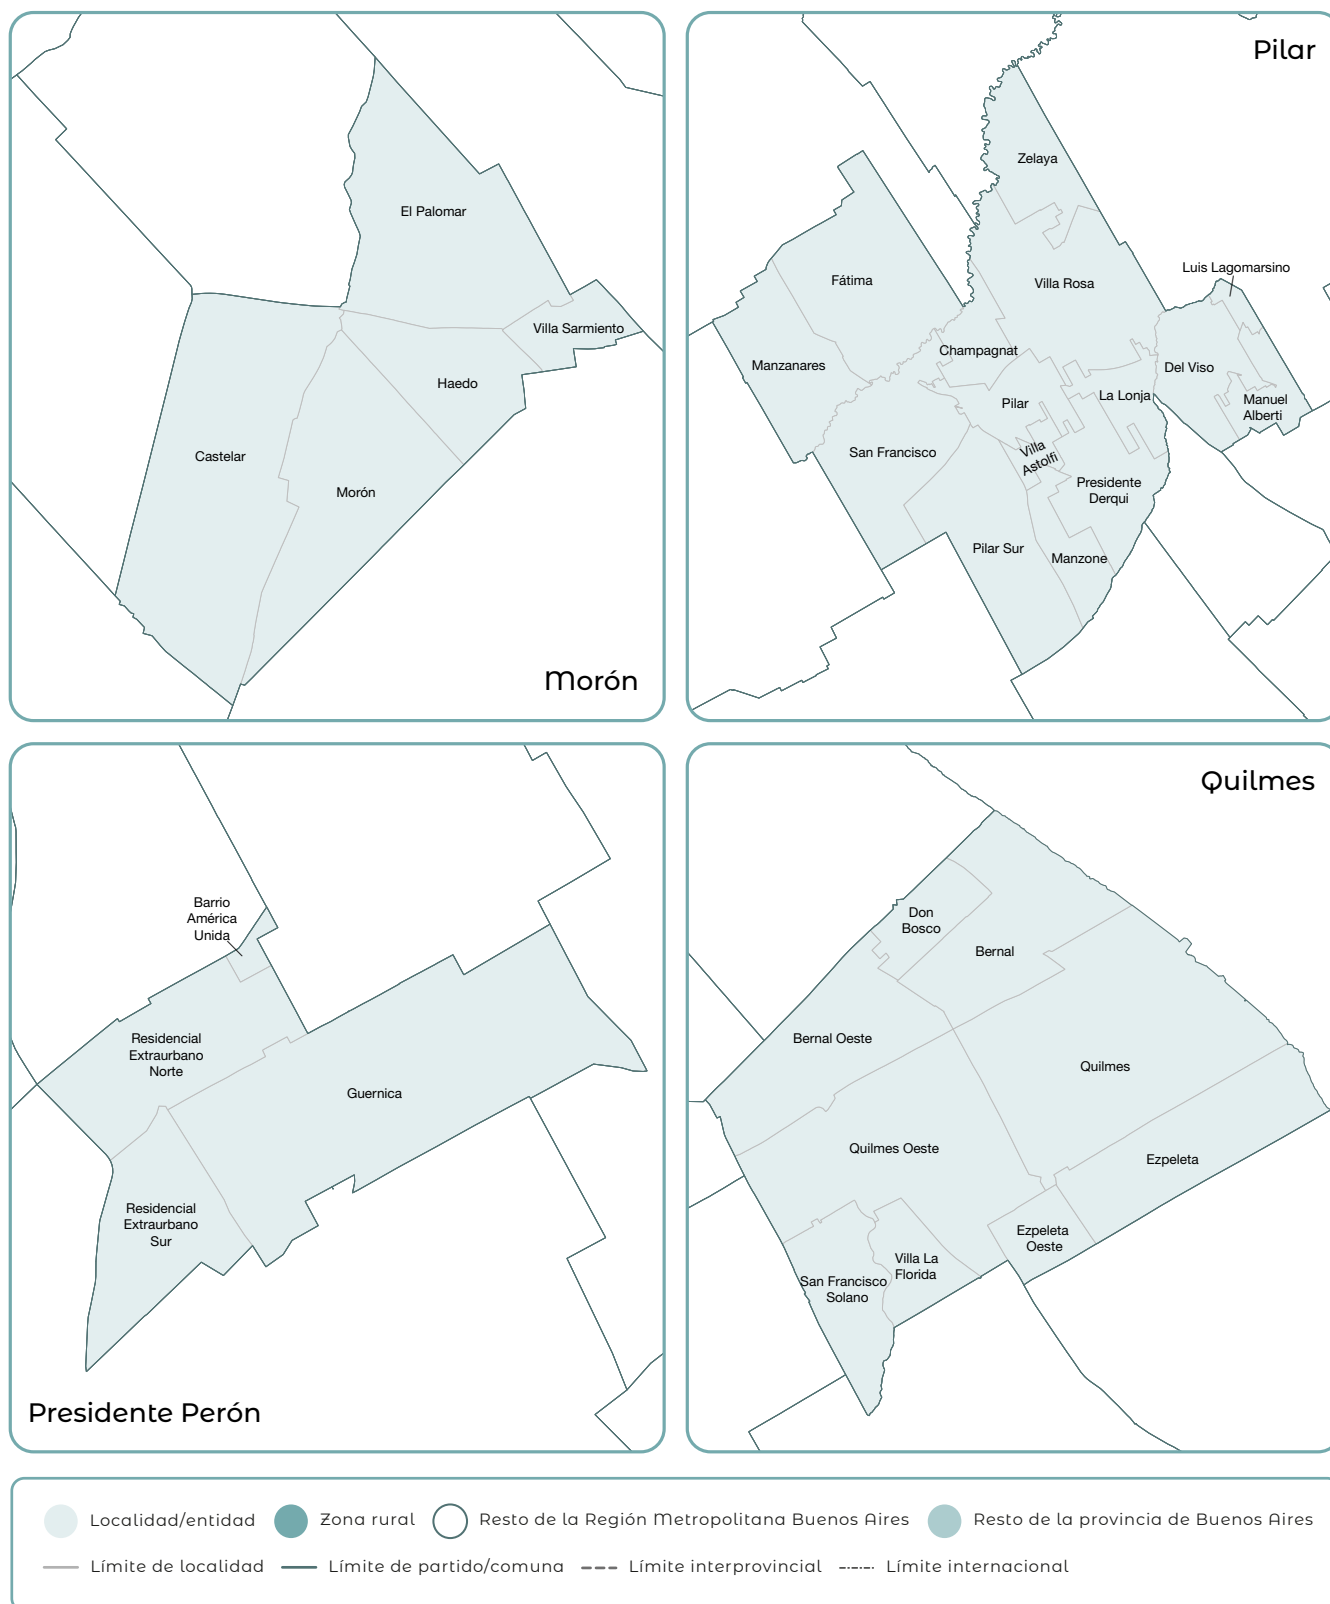 El Palomar
Villa Sarmiento
Haedo
Castelar
Morón
Morón
Pilar
Zelaya
Luis Lagomarsino
Fátima
Villa Rosa
Champagnat
Manzanares
Del Viso
La Lonja
Manuel
Alberti
Pilar
San Francisco
Villa
Astolfi
Presidente
Derqui
Pilar Sur
Manzone
Barrio
América
Unida
Residencial
Extraurbano
Norte
Guernica
Residencial
Extraurbano
Sur
Presidente Perón
Quilmes
Don
Bosco
Bernal
Bernal Oeste
Quilmes
Quilmes Oeste
Ezpeleta
Ezpeleta
Oeste
Villa La
Florida
San Francisco
Solano
Localidad/entidad
Zona rural
Resto de la Región Metropolitana Buenos Aires
Resto de la provincia de Buenos Aires
Límite de localidad
Límite de partido/comuna
Límite interprovincial
Límite internacional